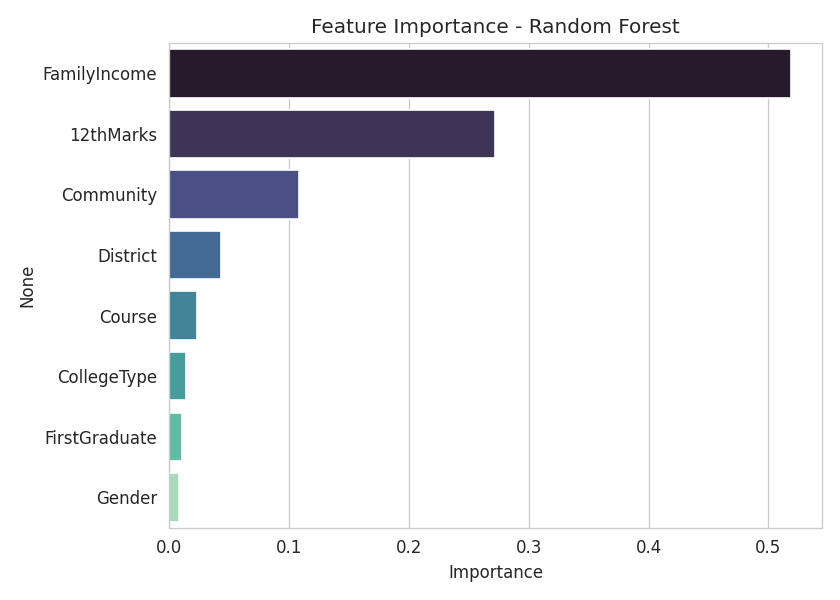 Feature Importance - Random Forest
FamilyIncome
12thMarks
Community
District
Course
CollegeType
FirstGraduate
Gender
None
0.0 0.1 0.2 0.3 0.4 0.5
Importance